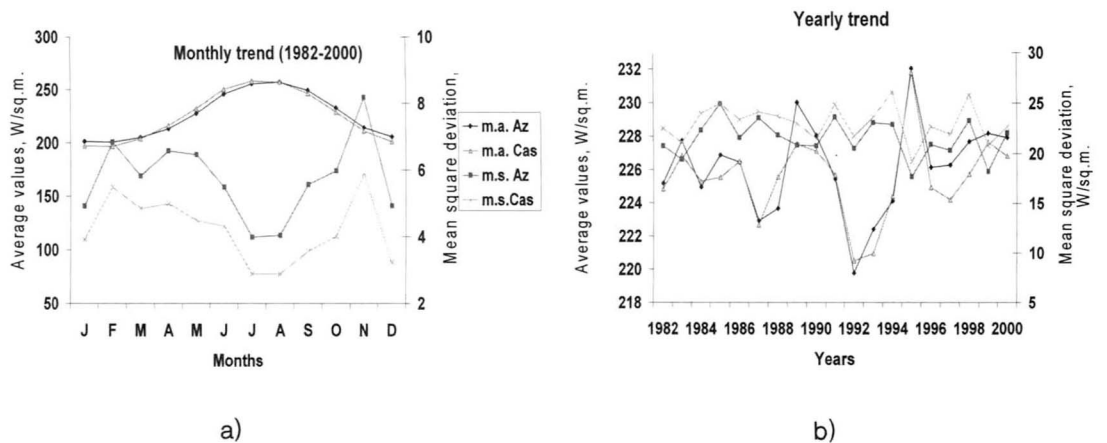 Monthly trend (1982-2000)
Average values, W/sq.m.
300
250
200
150
100
50
10
8
6
4
2
Mean square deviation,
W/sq.m.
J F M A M J J A S O N D
Months
m.a. Az
m.a. Cas
m.s. Az
m.s.Cas
a)
Yearly trend
Average values, W/sq.m.
232
230
228
226
224
222
220
218
30
25
20
15
10
5
Mean square deviation,
W/sq.m.
1982 1984 1986 1988 1990 1992 1994 1996 1998 2000
Years
b)